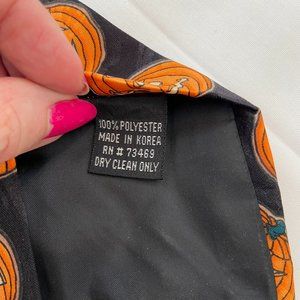 100% POLYESTER
MADE IN KOREA
RN # 73469
DRY CLEAN ONLY